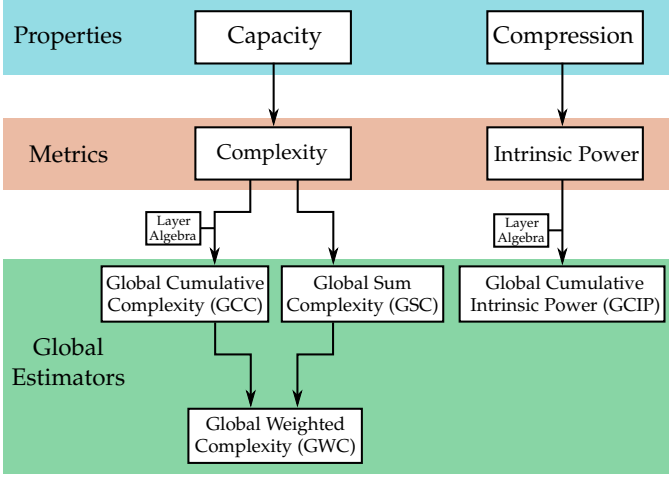 Properties
Capacity
Compression
Metrics
Complexity
Intrinsic Power
Layer
Algebra
Layer
Algebra
Global Cumulative
Complexity (GCC)
Global Sum
Complexity (GSC)
Global Cumulative
Intrinsic Power (GCIP)
Global
Estimators
Global Weighted
Complexity (GWC)